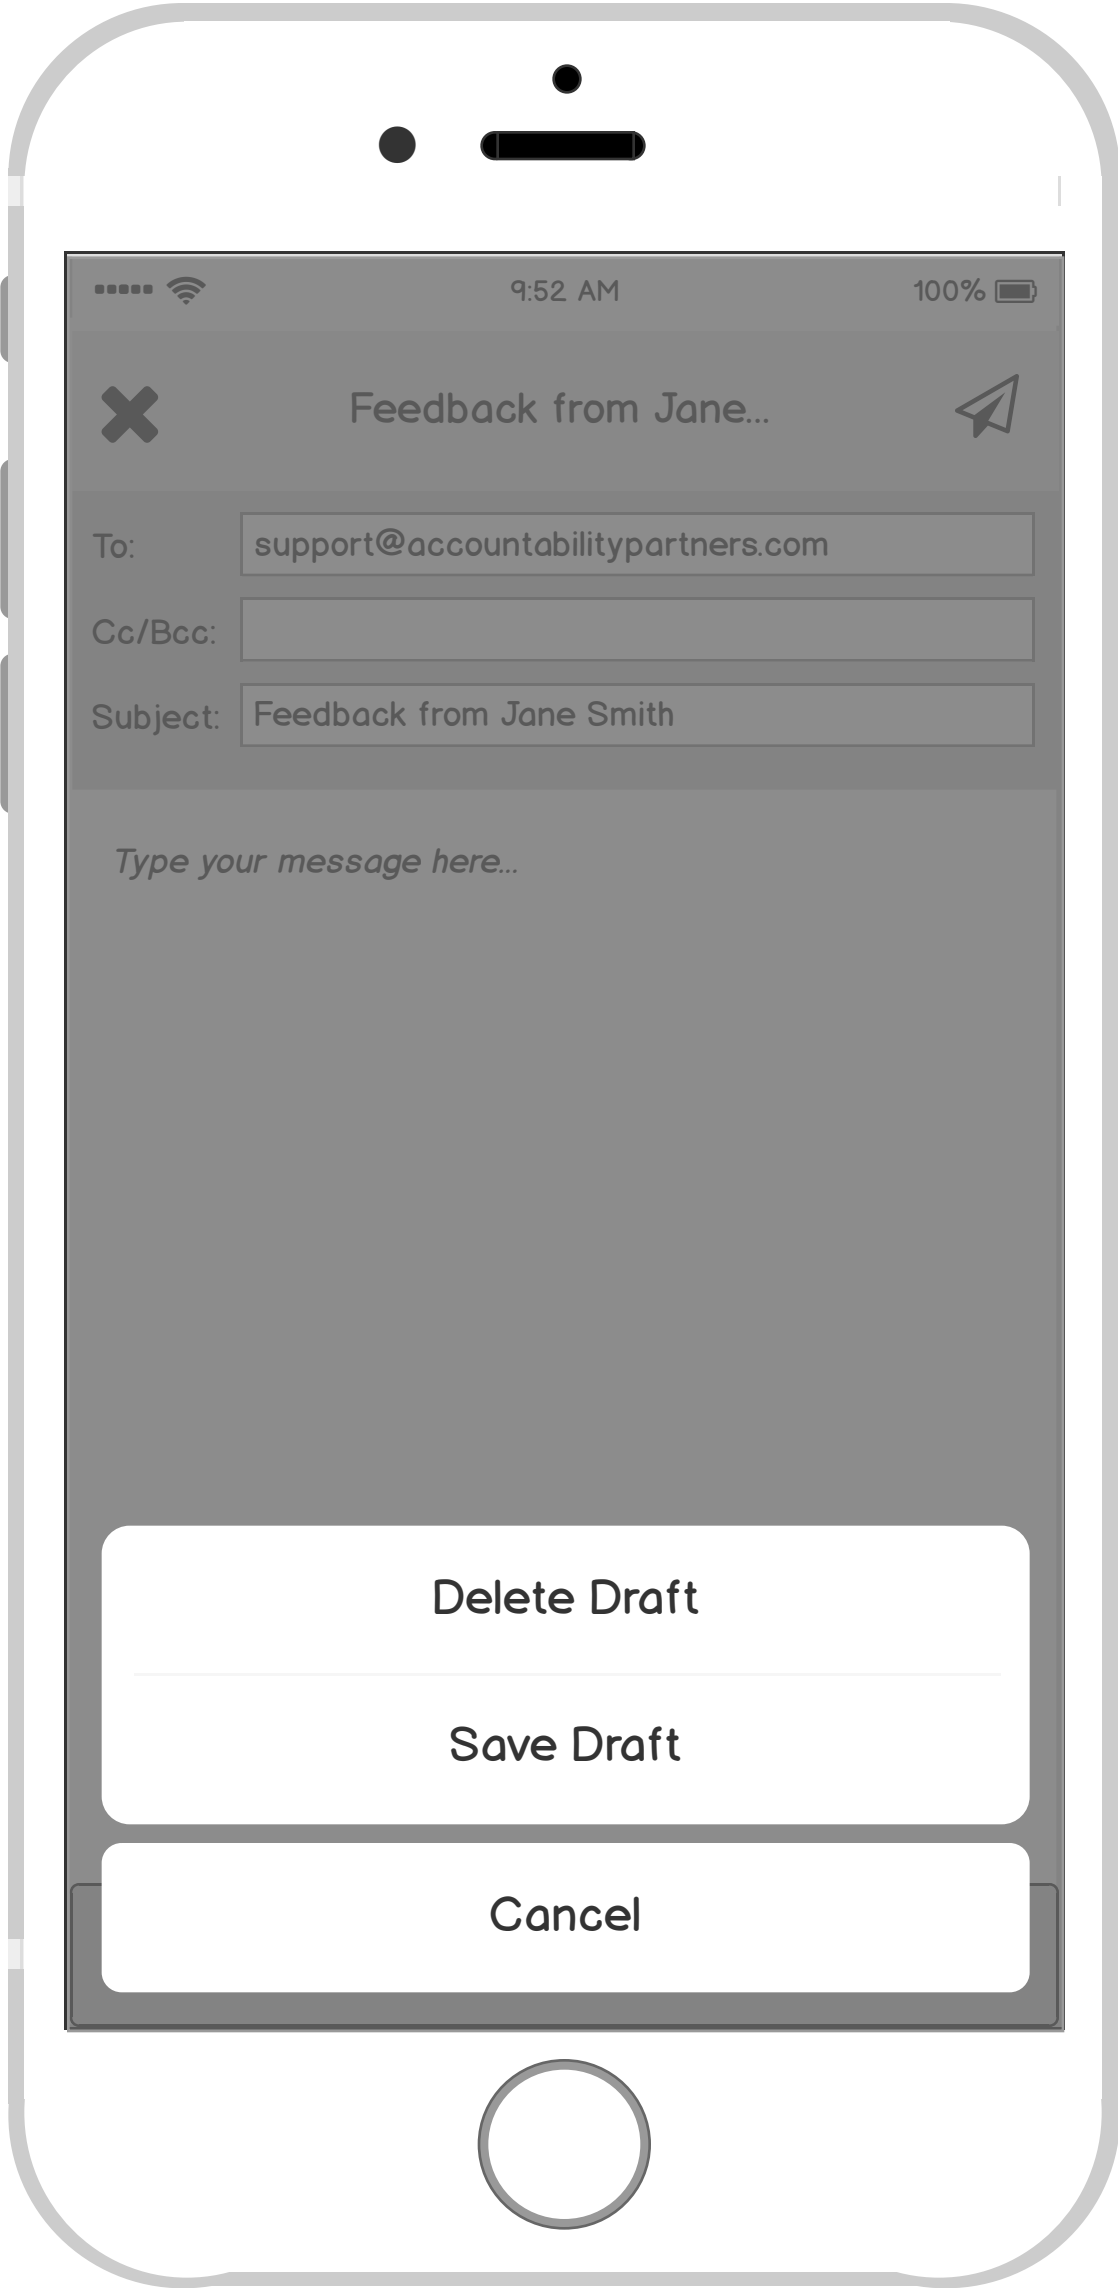 9:52 AM 100%
Feedback from Jane...
To: support@accountabilitypartners.com
Cc/Bcc:
Subject: Feedback from Jane Smith
Type your message here...
Delete Draft
Save Draft
Cancel